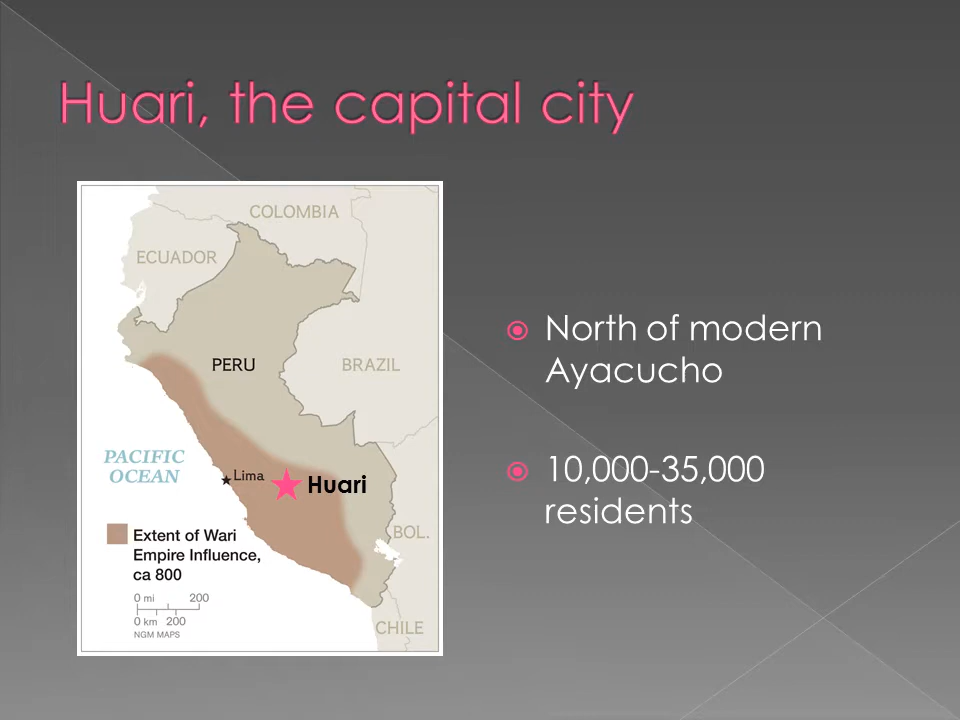 Huari, the capital city
COLOMBIA
ECUADOR
PERU
BRAZIL
PACIFIC
OCEAN
Lima
Huari
BOL.
Extent of Wari
Empire Influence,
ca 800
0 mi 200
0 km 200
NGM MAPS
CHILE
North of modern
Ayacucho
10,000-35,000
residents